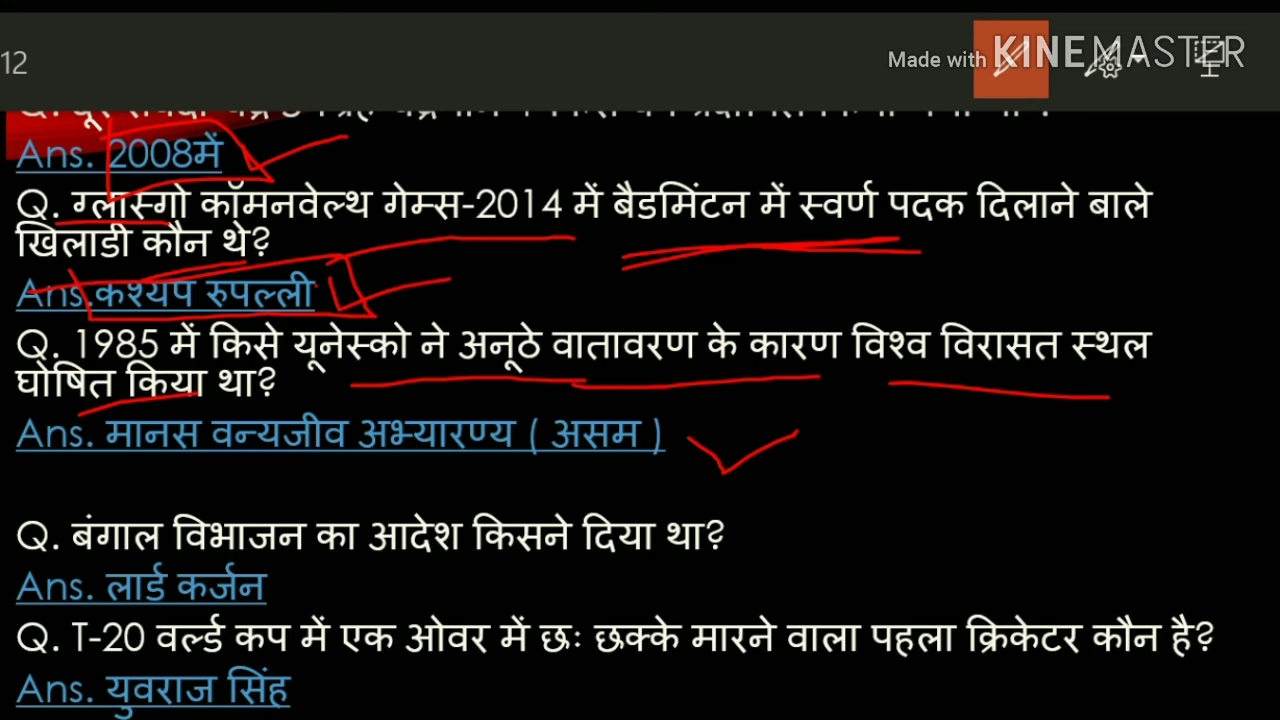 12
Made with KINEMASTER
Ans. 2008में
Q. ग्लास्गो कॉमनवेल्थ गेम्स-2014 में बैडमिंटन में स्वर्ण पदक दिलाने बाले
खिलाडी कौन थे?
Ans.कश्यप रुपल्ली
Q. 1985 में किसे यूनेस्को ने अनूठे वातावरण के कारण विश्व विरासत स्थल
घोषित किया था?
Ans. मानस वन्यजीव अभ्यारण्य ( असम )
Q. बंगाल विभाजन का आदेश किसने दिया था?
Ans. लार्ड कर्जन
Q. T-20 वर्ल्ड कप में एक ओवर में छः छक्के मारने वाला पहला क्रिकेटर कौन है?
Ans. युवराज सिंह